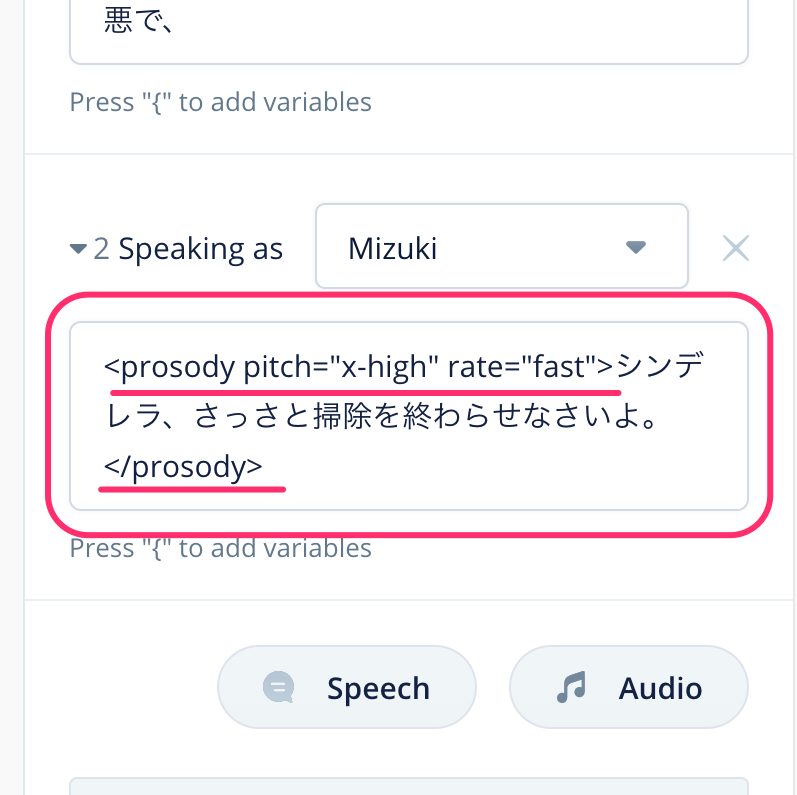 悪で、
Press "{" to add variables
2 Speaking as
Mizuki
<prosody pitch="x-high" rate="fast">シンデ
レラ、さっさと掃除を終わらせなさいよ。
</prosody>
Press "{" to add variables
Speech
Audio